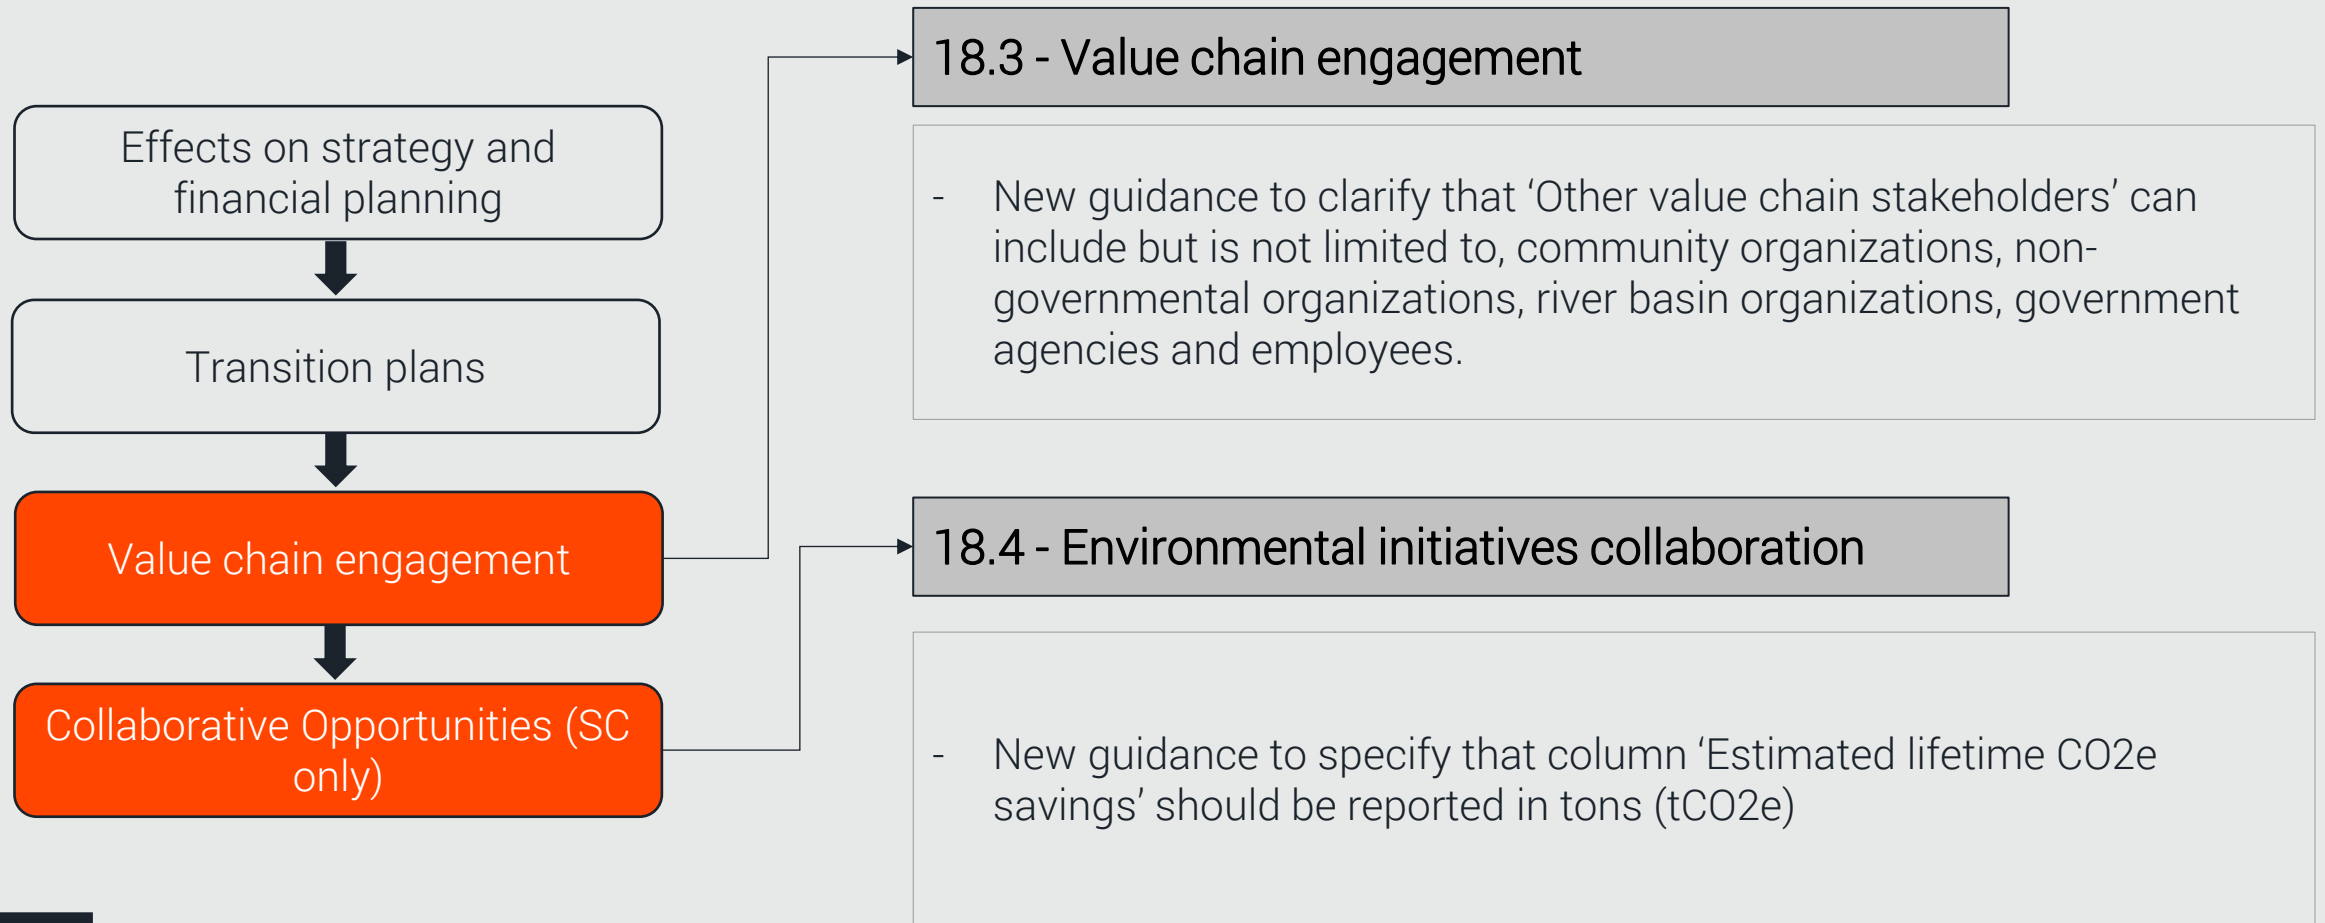 Effects on strategy and
financial planning
Transition plans
Value chain engagement
Collaborative Opportunities (SC
only)
18.3 - Value chain engagement
- New guidance to clarify that ‘Other value chain stakeholders’ can
include but is not limited to, community organizations, non-
governmental organizations, river basin organizations, government
agencies and employees.
18.4 - Environmental initiatives collaboration
- New guidance to specify that column ‘Estimated lifetime CO2e
savings’ should be reported in tons (tCO2e)